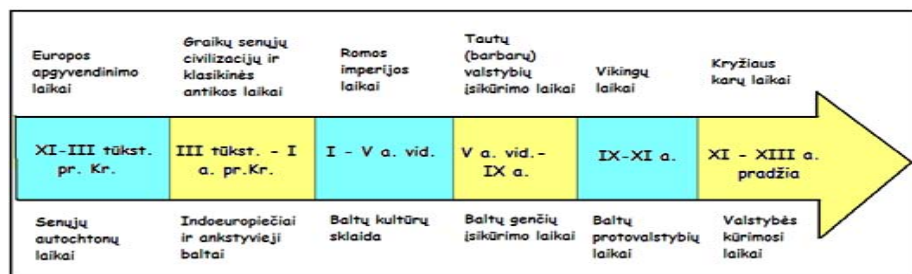 Europos
apgyvendinimo
laikai
Graikų senųjų
civilizacijų ir
klasikinės
antikos laikai
Romos
imperijos
laikai
Tautų
(barbarų)
valstybių
įsikūrimo laikai
Vikingų
laikai
Kryžiaus
karų laikai
XI-III tūkst.
pr. Kr.
III tūkst. - I
a. pr.Kr.
I - V a. vid.
V a. vid.-
IX a.
IX-XI a.
XI - XIII a.
pradžia
Senųjų
autochtonų
laikai
Indoeuropiečiai
ir ankstyvieji
baltai
Baltų kultūrų
sklaida
Baltų genčių
įsikūrimo laikai
Baltų
protovalstybių
laikai
Valstybės
kūrimosi
laikai